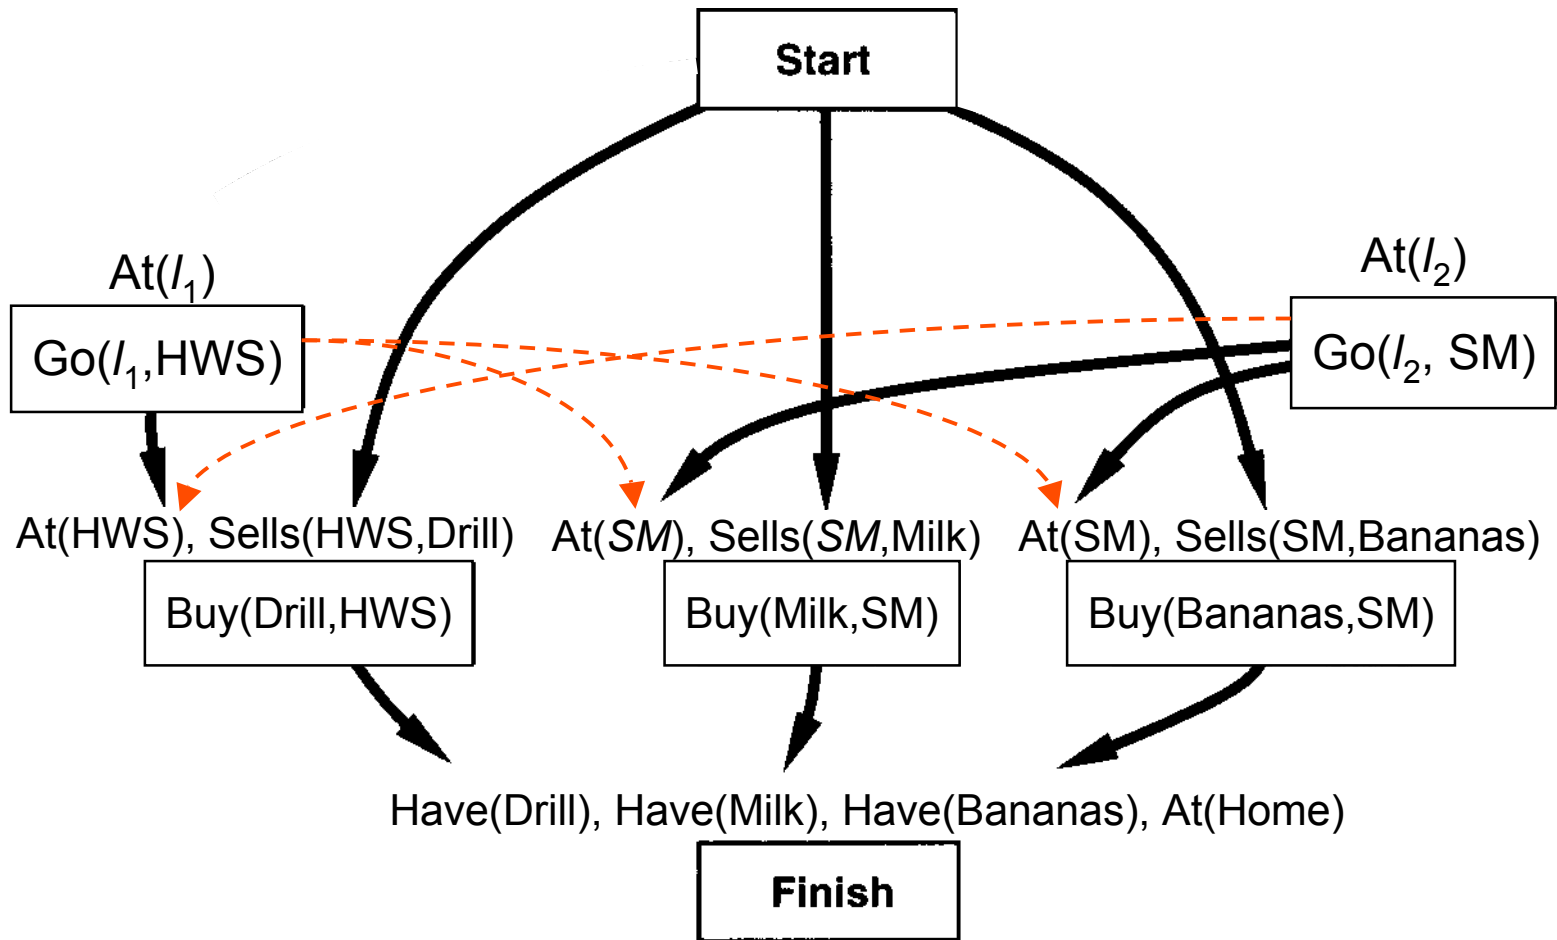 Start
At(l₁)
At(l₂)
Go(l₁,HWS)
Go(l₂, SM)
At(HWS), Sells(HWS,Drill)
At(SM), Sells(SM,Milk)
At(SM), Sells(SM,Bananas)
Buy(Drill,HWS)
Buy(Milk,SM)
Buy(Bananas,SM)
Have(Drill), Have(Milk), Have(Bananas), At(Home)
Finish